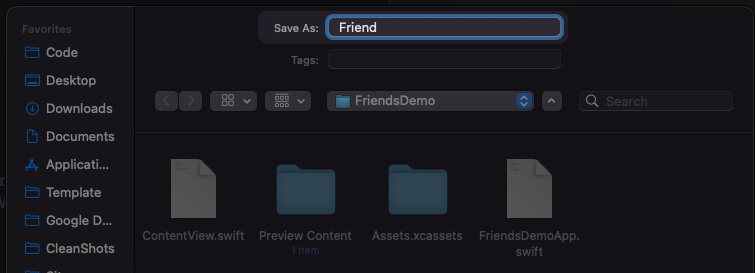 Favorites
Save As: Friend
Code
Tags:
Desktop
Downloads
FriendsDemo
Search
Documents
Applicati...
Template
Google D...
CleanShots
ContentView.swift
Preview Content
1 item
Assets.xcassets
FriendsDemoApp.
swift